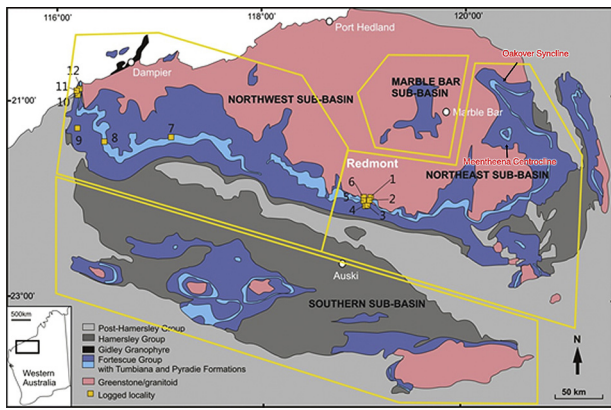 116°00'
118°00'
120°00'
Port Hedland
Oakover Syncline
Dampier
12
11
10
21°00'
MARBLE BAR
SUB-BASIN
NORTHWEST SUB-BASIN
Marble Bar
9
8
7
Redmont
Meentheena Centrocline
NORTHEAST SUB-BASIN
6
1
5
2
4
3
Auski
23°00'
SOUTHERN SUB-BASIN
500km
Western
Australia
Post-Hamersley Group
Hamersley Group
Gidley Granophyre
Fortescue Group
with Tumbiana and Pyradie Formations
Greenstone/granitoid
Logged locality
N
50 km